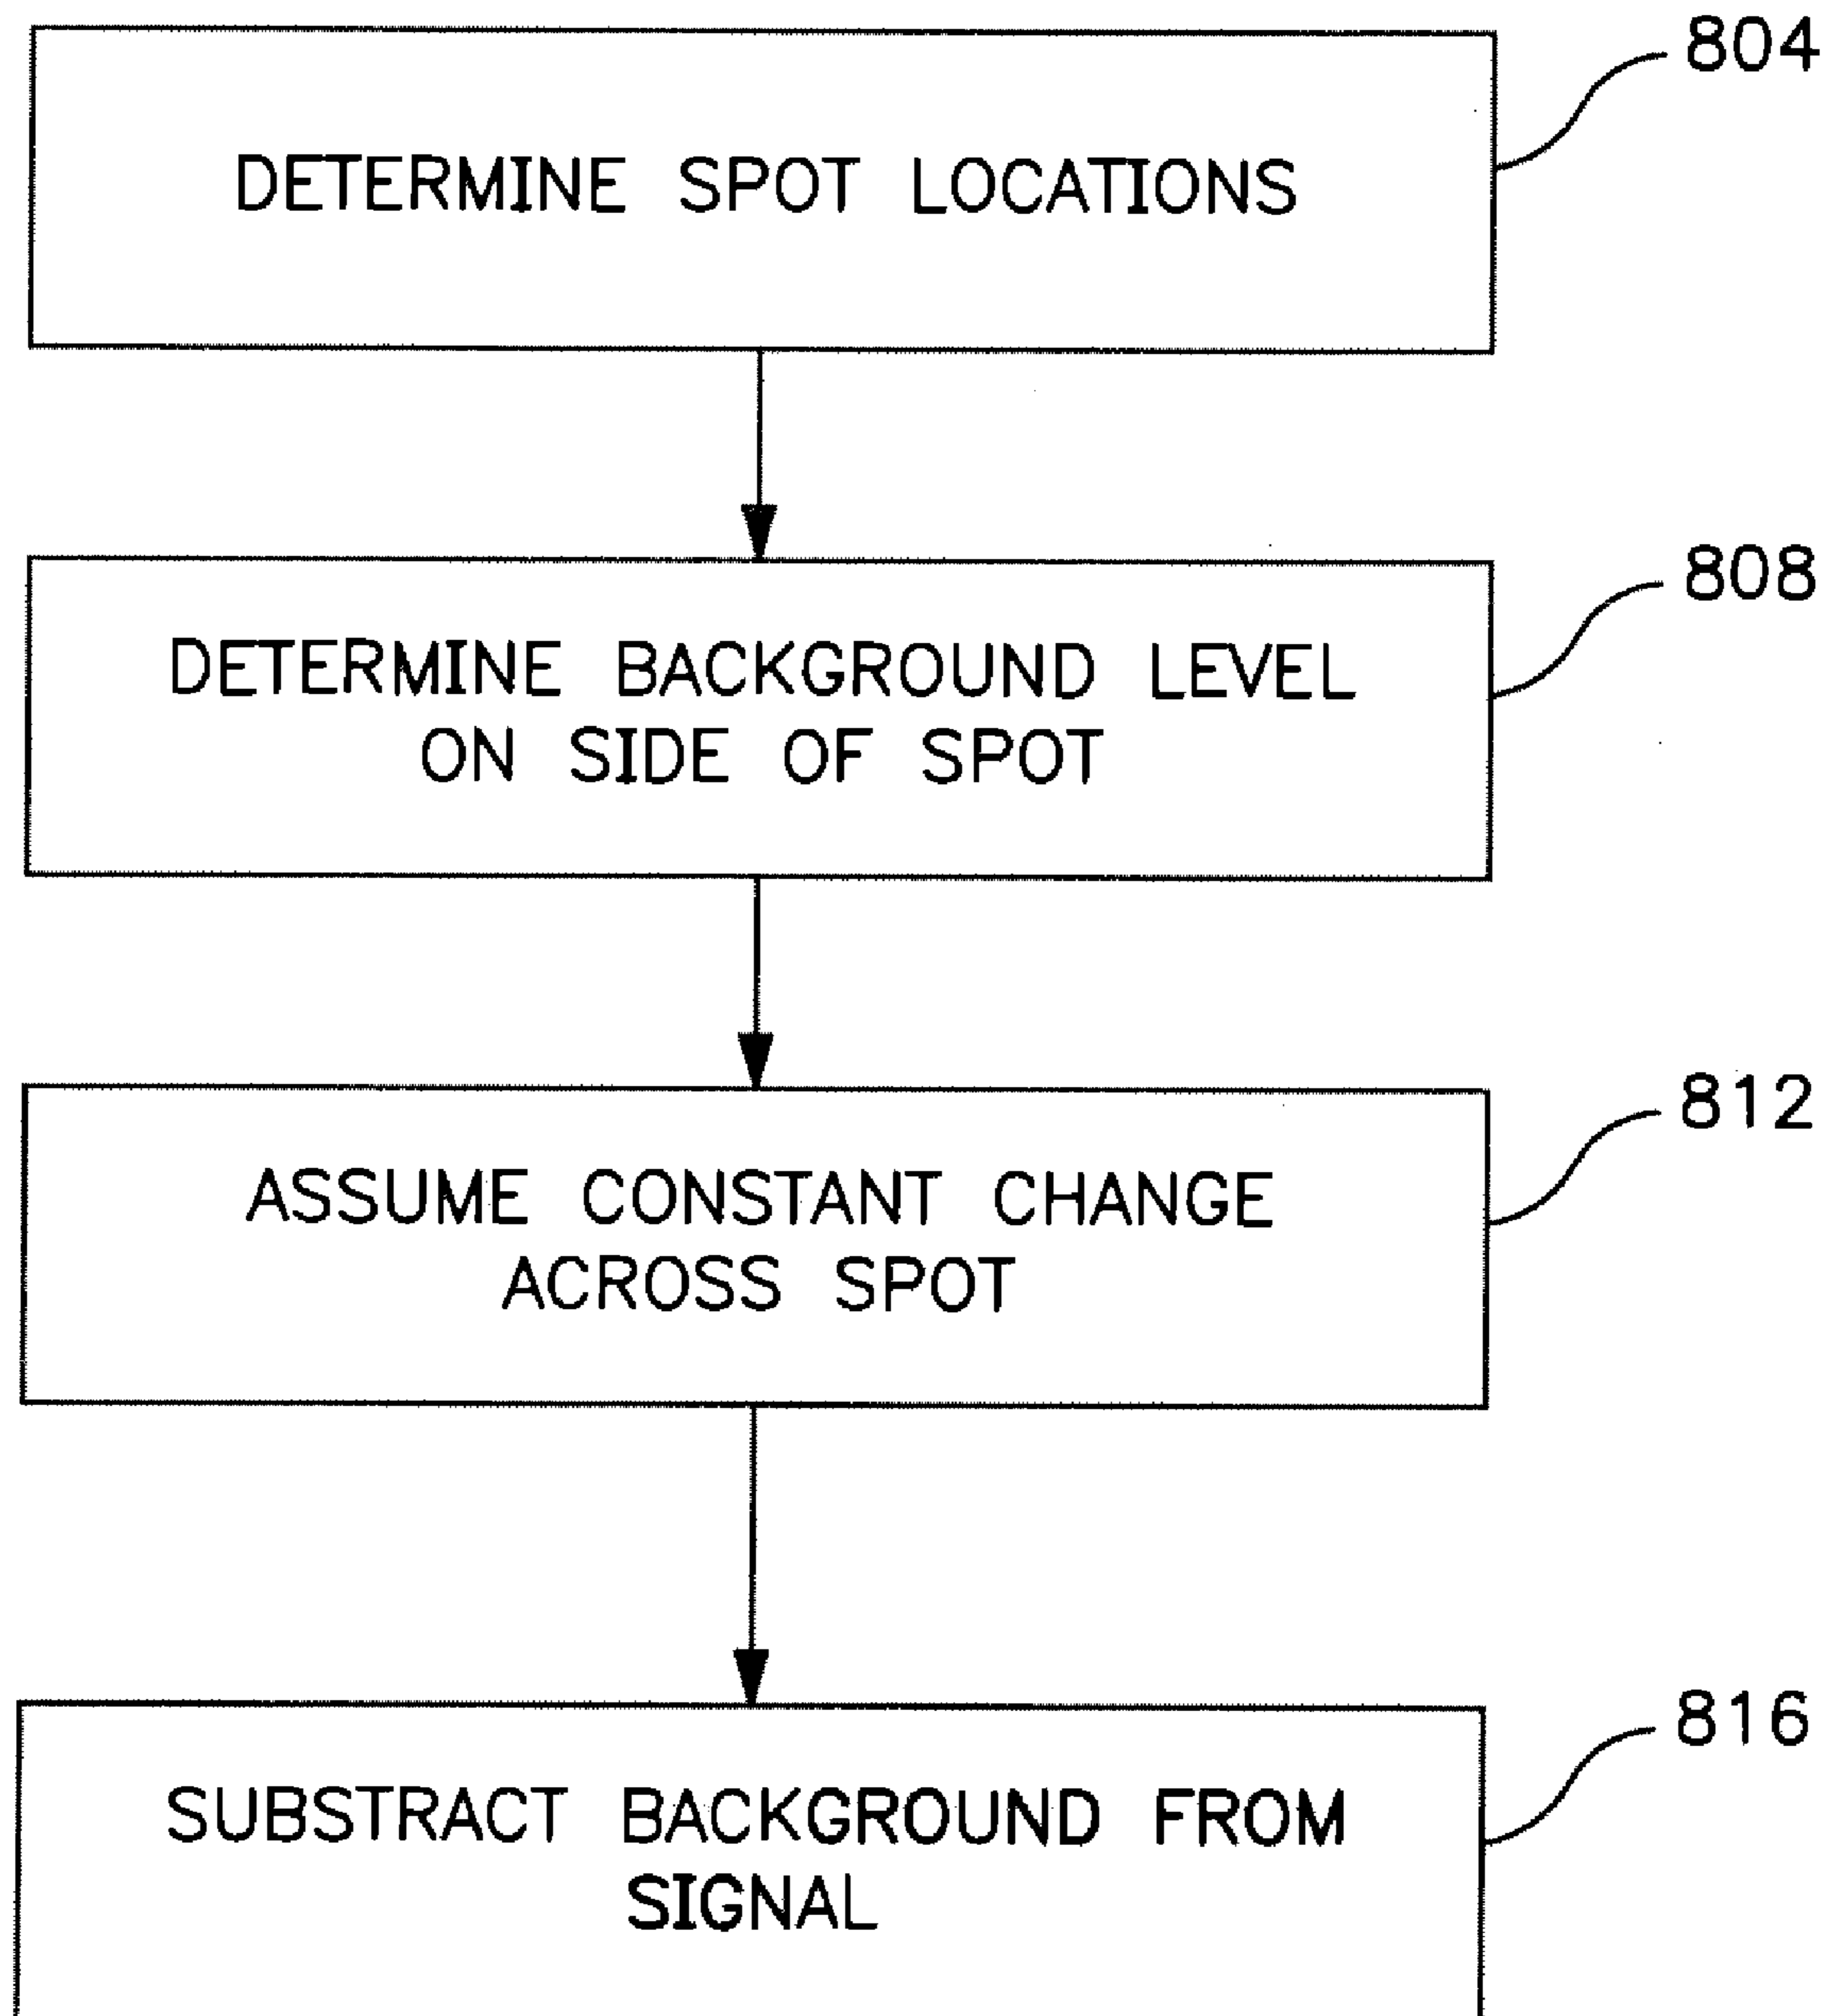 804
DETERMINE SPOT LOCATIONS
808
DETERMINE BACKGROUND LEVEL
ON SIDE OF SPOT
812
ASSUME CONSTANT CHANGE
ACROSS SPOT
816
SUBSTRACT BACKGROUND FROM
SIGNAL